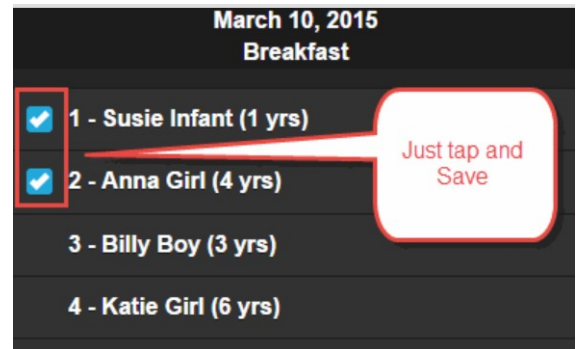 March 10, 2015
Breakfast
1 - Susie Infant (1 yrs)
2 - Anna Girl (4 yrs)
Just tap and
Save
3 - Billy Boy (3 yrs)
4 - Katie Girl (6 yrs)